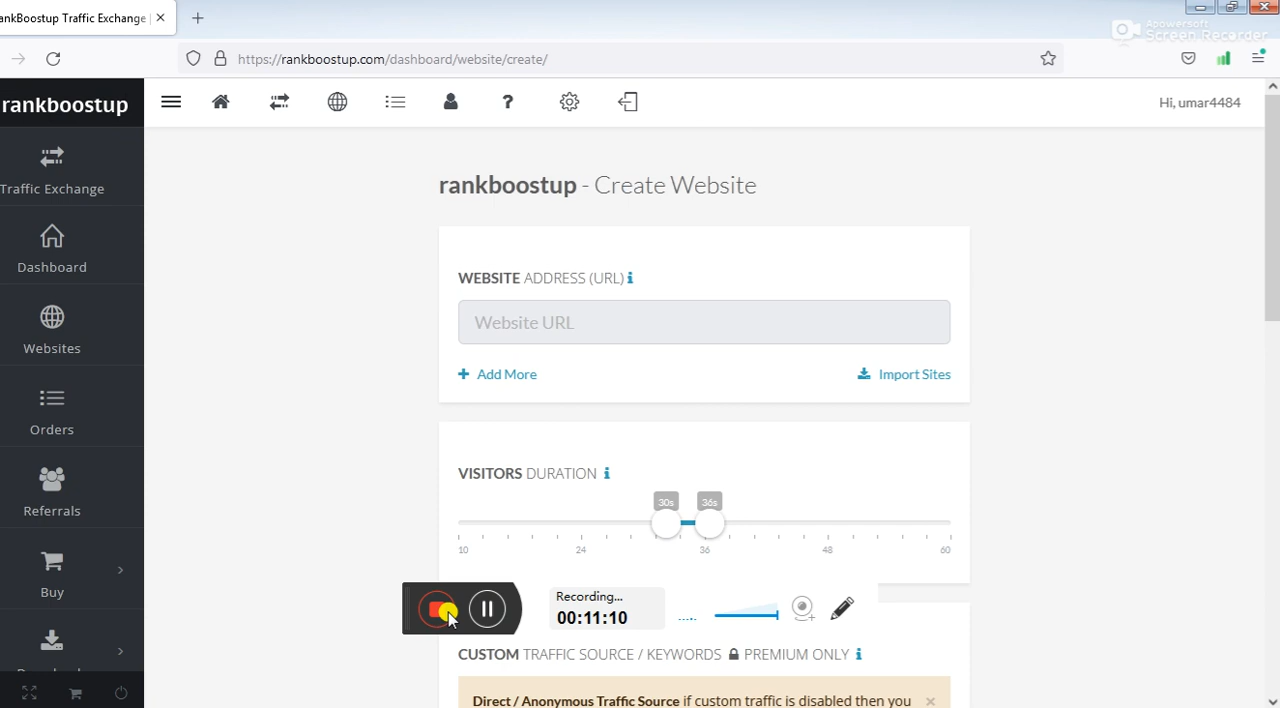 ankBoostup Traffic Exchange
Apowersoft
Screen Recorder
https://rankboostup.com/dashboard/website/create/
rankboostup
Hi, umar4484
Traffic Exchange
Dashboard
Websites
Orders
Referrals
Buy
rankboostup - Create Website
WEBSITE ADDRESS (URL)
Website URL
+ Add More
Import Sites
VISITORS DURATION
30s 36s
10 24 36 48 60
Recording...
00:11:10
CUSTOM TRAFFIC SOURCE / KEYWORDS PREMIUM ONLY
Direct / Anonymous Traffic Source if custom traffic is disabled then you